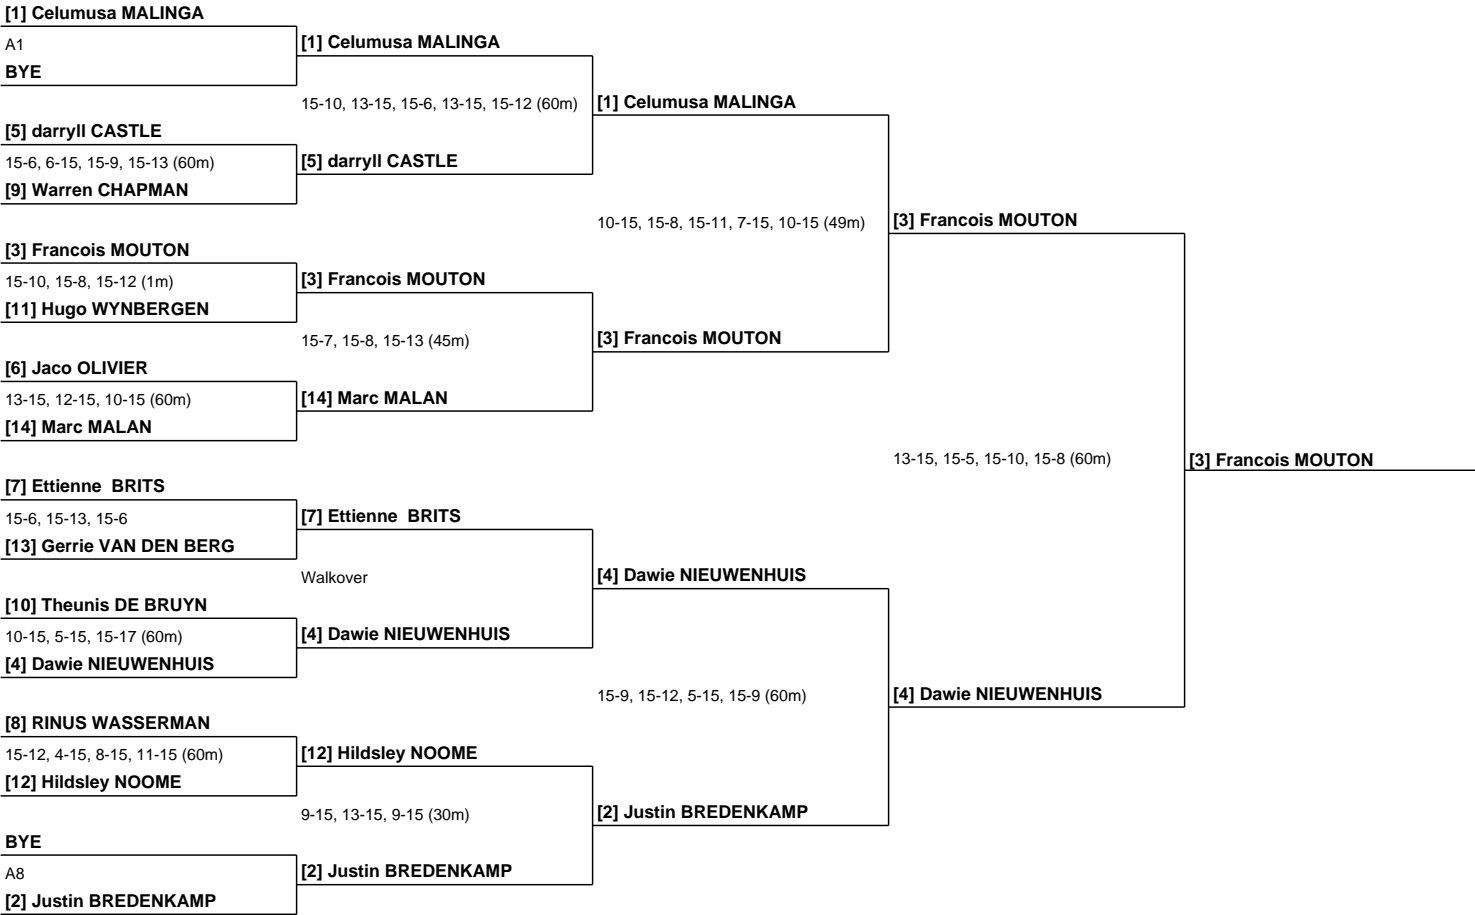 [1] Celumusa MALINGA
A1
BYE
[5] darryll CASTLE
15-6, 6-15, 15-9, 15-13 (60m)
[9] Warren CHAPMAN
[3] Francois MOUTON
15-10, 15-8, 15-12 (1m)
[11] Hugo WYNBERGEN
[6] Jaco OLIVIER
13-15, 12-15, 10-15 (60m)
[14] Marc MALAN
[7] Ettienne  BRITS
15-6, 15-13, 15-6
[13] Gerrie VAN DEN BERG
[10] Theunis DE BRUYN
10-15, 5-15, 15-17 (60m)
[4] Dawie NIEUWENHUIS
[8] RINUS WASSERMAN
15-12, 4-15, 8-15, 11-15 (60m)
[12] Hildsley NOOME
BYE
A8
[2] Justin BREDENKAMP
[1] Celumusa MALINGA
15-10, 13-15, 15-6, 13-15, 15-12 (60m)
[5] darryll CASTLE
[3] Francois MOUTON
15-7, 15-8, 15-13 (45m)
[14] Marc MALAN
[7] Ettienne  BRITS
Walkover
[4] Dawie NIEUWENHUIS
[12] Hildsley NOOME
9-15, 13-15, 9-15 (30m)
[2] Justin BREDENKAMP
[1] Celumusa MALINGA
10-15, 15-8, 15-11, 7-15, 10-15 (49m)
[3] Francois MOUTON
[4] Dawie NIEUWENHUIS
15-9, 15-12, 5-15, 15-9 (60m)
[2] Justin BREDENKAMP
[3] Francois MOUTON
13-15, 15-5, 15-10, 15-8 (60m)
[4] Dawie NIEUWENHUIS
[3] Francois MOUTON